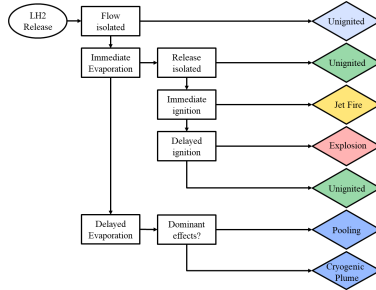 LH2
Release
Flow
isolated
Unignited
Immediate
Evaporation
Release
isolated
Unignited
Immediate
ignition
Jet Fire
Delayed
ignition
Explosion
Unignited
Delayed
Evaporation
Dominant
effects?
Pooling
Cryogenic
Plume